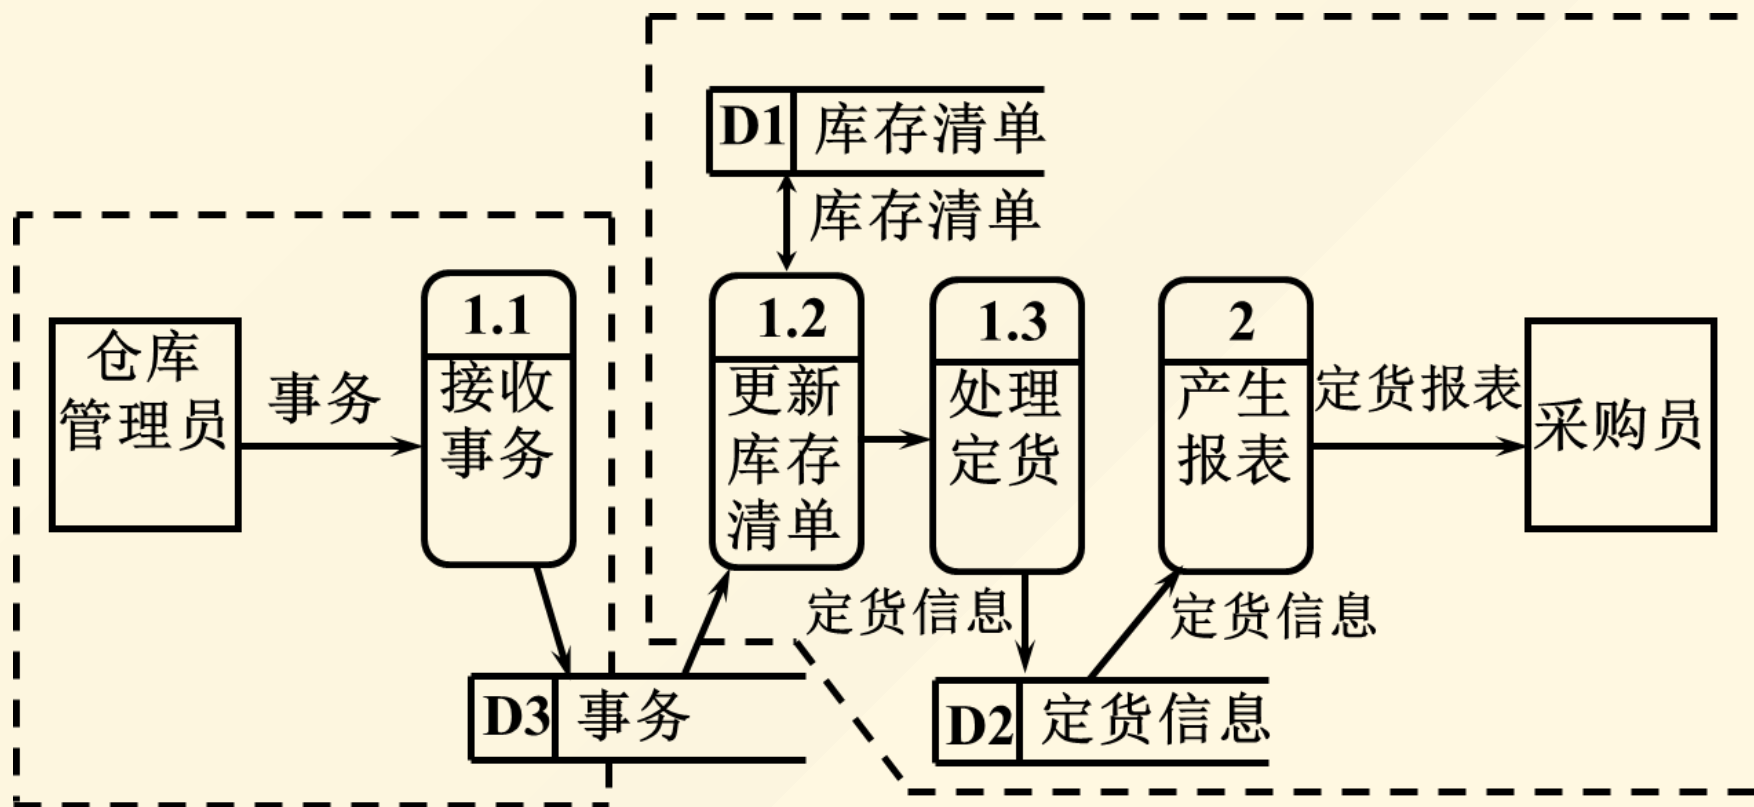 D1 库存清单
库存清单
仓库
管理员
事务
1.1
接收
事务
1.2
更新
库存
清单
1.3
处理
定货
2
产生
报表
定货报表
采购员
定货信息
定货信息
D3 事务
D2 定货信息